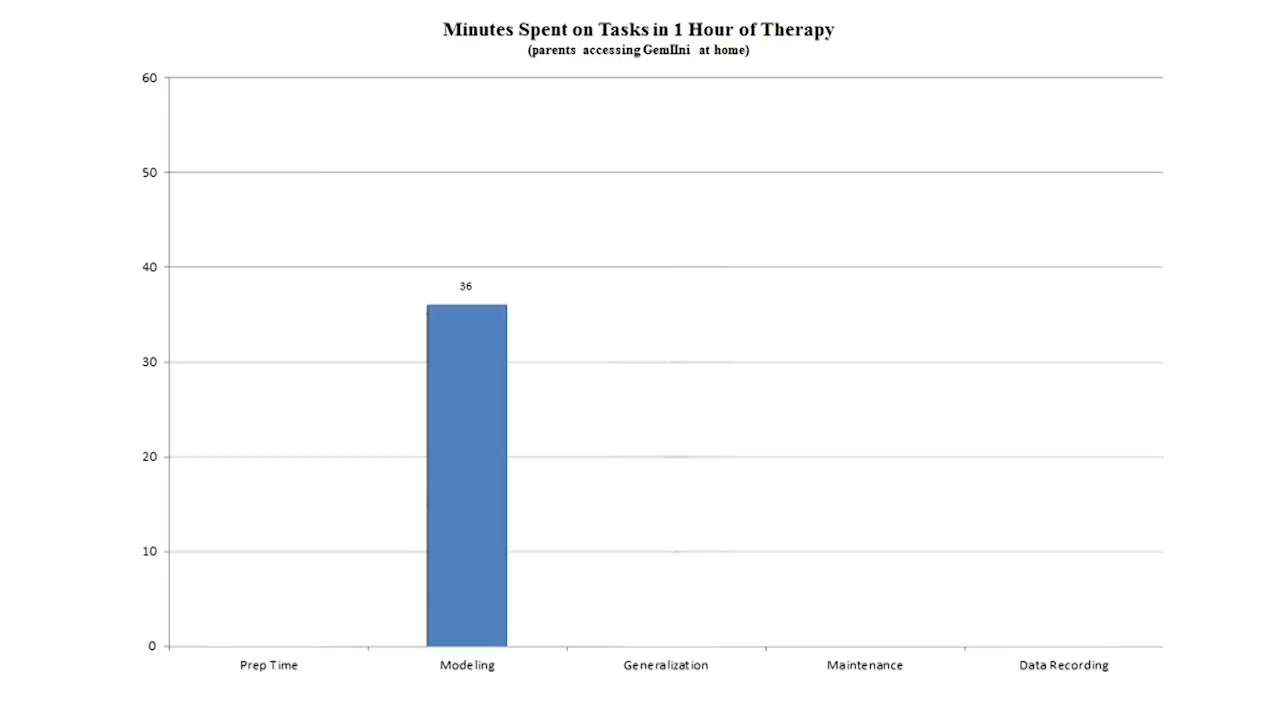 Minutes Spent on Tasks in 1 Hour of Therapy
(parents accessing GemIIni at home)
60
50
40
36
30
20
10
0
Prep Time Modeling Generalization Maintenance Data Recording